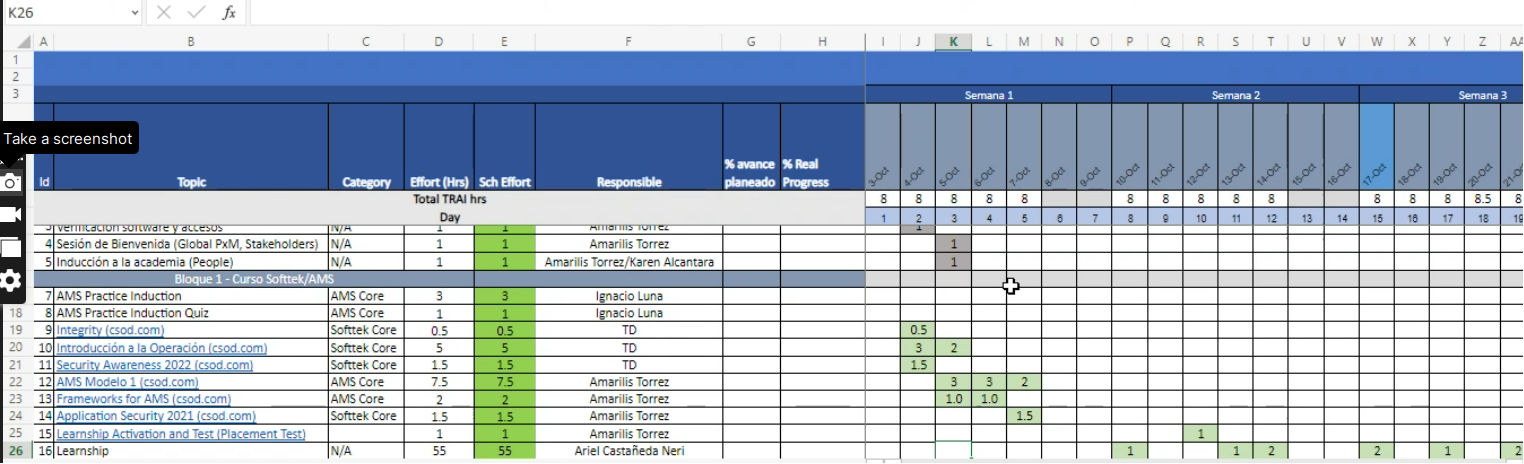 K26 fx
A B C D E F G H I J K L M N O P Q R S T U V W X Y Z AA
1
2
3 Semana 1 Semana 2 Semana 3
Take a screenshot
Id Topic Category Effort (Hrs) Sch Effort Responsible % avance planeado % Real Progress 3-Oct 4-Oct 5-Oct 6-Oct 7-Oct 8-Oct 9-Oct 10-Oct 11-Oct 12-Oct 13-Oct 14-Oct 15-Oct 16-Oct 17-Oct 18-Oct 19-Oct 20-Oct 21-Oct
Total TRAI hrs 8 8 8 8 8 8 8 8 8 8 8 8 8 8.5 8
Day 1 2 3 4 5 6 7 8 9 10 11 12 13 14 15 16 17 18 19
3 Verificación software y accesos N/A 1 1 Amarilis Torrez 1
4 Sesión de Bienvenida (Global PxM, Stakeholders) N/A 1 1 Amarilis Torrez 1
5 Inducción a la academia (People) N/A 1 1 Amarilis Torrez/Karen Alcantara 1
Bloque 1 - Curso Softtek/AMS
7 AMS Practice Induction AMS Core 3 3 Ignacio Luna
18 8 AMS Practice Induction Quiz AMS Core 1 1 Ignacio Luna
19 9 Integrity (csod.com) Softtek Core 0.5 0.5 TD 0.5
20 10 Introducción a la Operación (csod.com) Softtek Core 5 5 TD 3 2
21 11 Security Awareness 2022 (csod.com) Softtek Core 1.5 1.5 TD 1.5
22 12 AMS Modelo 1 (csod.com) AMS Core 7.5 7.5 Amarilis Torrez 3 3 2
23 13 Frameworks for AMS (csod.com) AMS Core 2 2 Amarilis Torrez 1.0 1.0
24 14 Application Security 2021 (csod.com) Softtek Core 1.5 1.5 Amarilis Torrez 1.5
25 15 Learnship Activation and Test (Placement Test) 1 1 Amarilis Torrez 1
26 16 Learnship N/A 55 55 Ariel Castañeda Neri 1 1 2 2 1 2